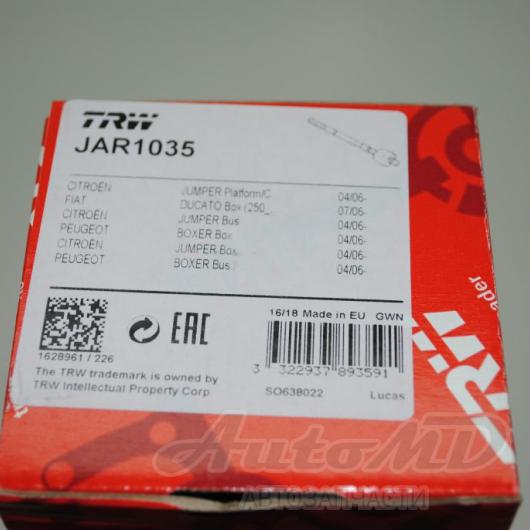 TRW
JAR1035
CITROËN JUMPER Platform/C 04/06-
FIAT DUCATO Box (250_ 07/06-
CITROËN JUMPER Bus 04/06-
PEUGEOT BOXER Box 04/06-
CITROËN JUMPER Box 04/06-
PEUGEOT BOXER Bus 04/06-
16/18 Made in EU GWN
EAC
1628961 / 226
3 322937 893591
The TRW trademark is owned by
TRW Intellectual Property Corp.
SO638022 Lucas
TRW
AutoMD
АВТОЗАПЧАСТИ